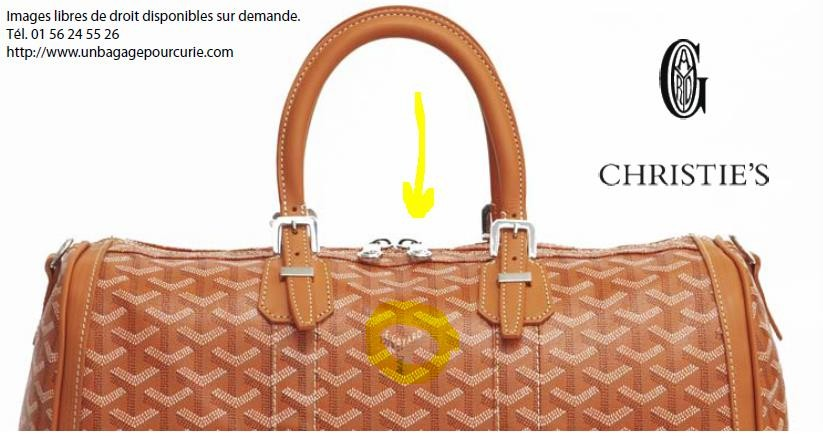 Images libres de droit disponibles sur demande.
Tél. 01 56 24 55 26
http://www.unbagagepourcurie.com
CHRISTIE'S